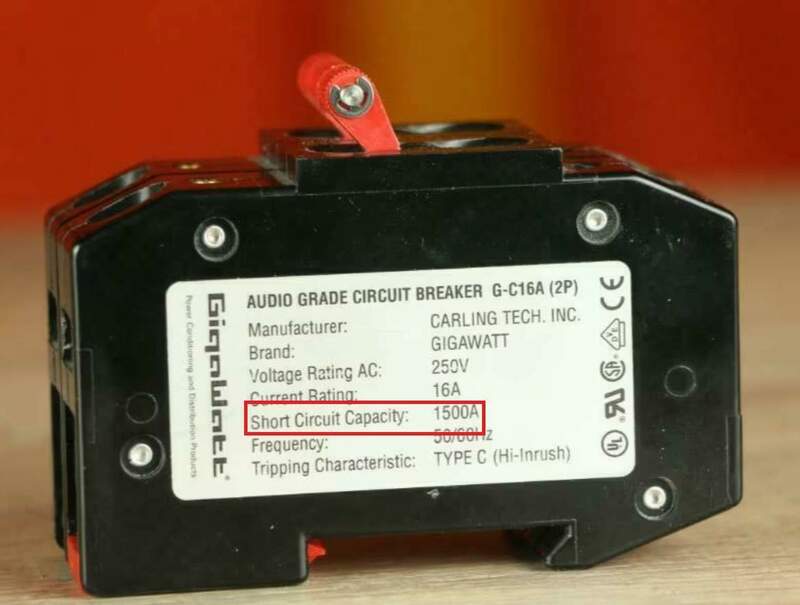 AUDIO GRADE CIRCUIT BREAKER G-C16A (2P)
Manufacturer: CARLING TECH. INC.
Brand: GIGAWATT
Voltage Rating AC: 250V
Current Rating: 16A
Short Circuit Capacity: 1500A
Frequency: 50/60Hz
Tripping Characteristic: TYPE C (Hi-Inrush)
GigaWatt®
Power Conditioning and Distribution Products
CE